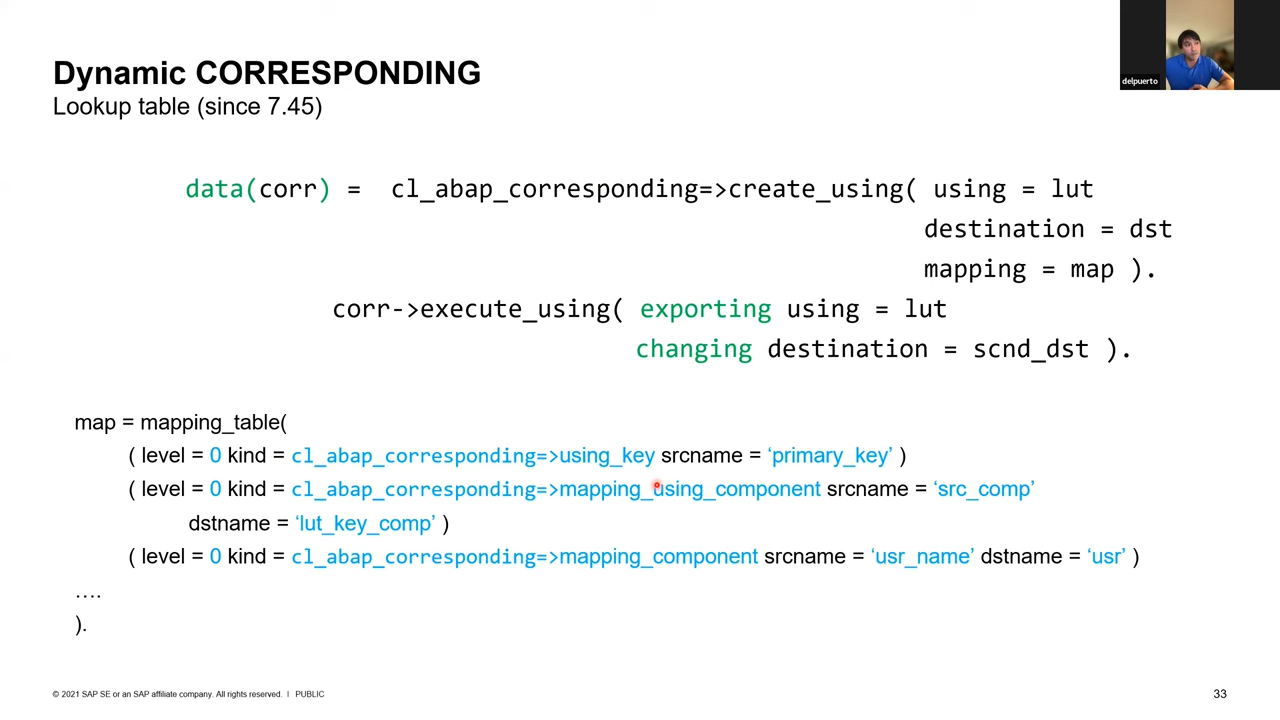 Dynamic CORRESPONDING
Lookup table (since 7.45)
delpuerto
data(corr) = cl_abap_corresponding=>create_using( using = lut
destination = dst
mapping = map ).
corr->execute_using( exporting using = lut
changing destination = scnd_dst ).
map = mapping_table(
( level = 0 kind = cl_abap_corresponding=>using_key srcname = ‘primary_key’ )
( level = 0 kind = cl_abap_corresponding=>mapping_using_component srcname = ‘src_comp’
dstname = ‘lut_key_comp’ )
( level = 0 kind = cl_abap_corresponding=>mapping_component srcname = ‘usr_name’ dstname = ‘usr’ )
….
).
© 2021 SAP SE or an SAP affiliate company. All rights reserved. | PUBLIC
33